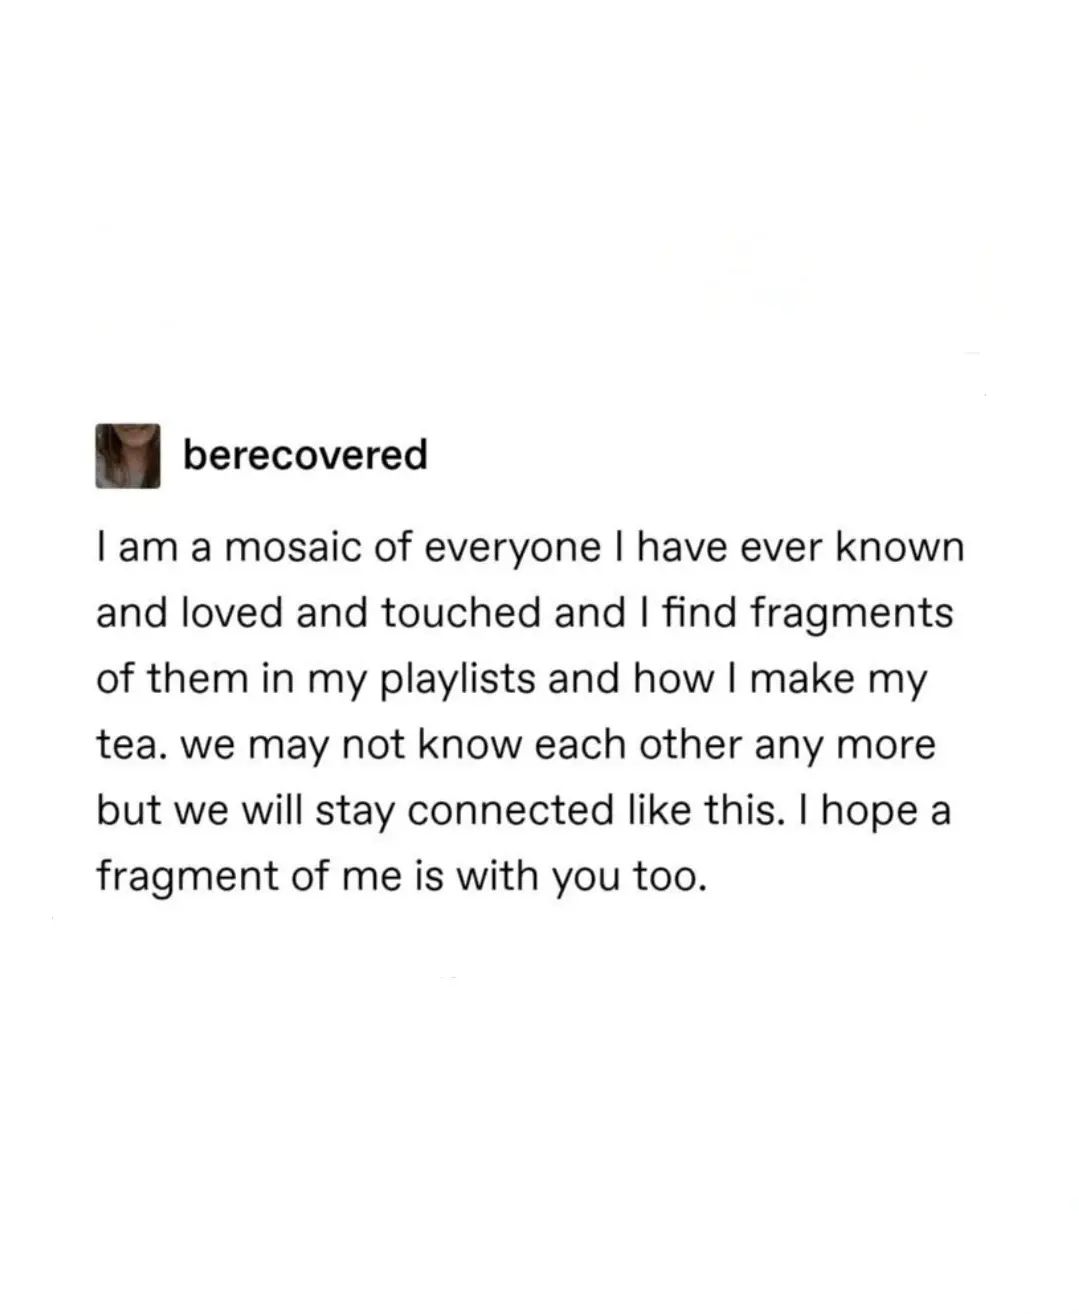 berecovered
I am a mosaic of everyone I have ever known
and loved and touched and I find fragments
of them in my playlists and how I make my
tea. we may not know each other any more
but we will stay connected like this. I hope a
fragment of me is with you too.